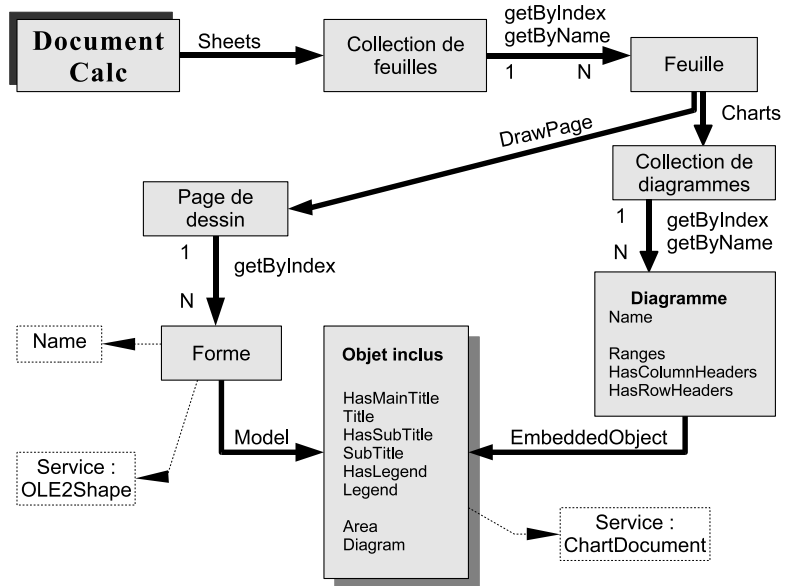 Document
Calc
Sheets
Collection de
feuilles
getByIndex
getByName
1
N
Feuille
DrawPage
Charts
Collection de
diagrammes
Page de
dessin
1
getByIndex
N
1
getByIndex
getByName
N
Diagramme
Name
Ranges
HasColumnHeaders
HasRowHeaders
Name
Forme
Objet inclus
HasMainTitle
Title
HasSubTitle
SubTitle
HasLegend
Legend
Area
Diagram
Model
EmbeddedObject
Service :
OLE2Shape
Service :
ChartDocument